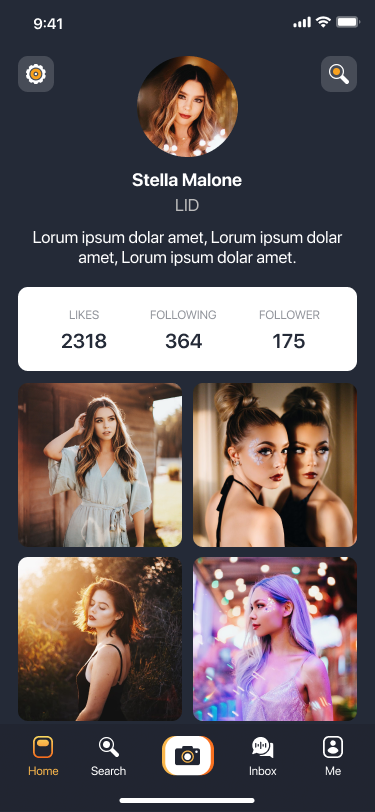 9:41
Stella Malone
LID
Lorum ipsum dolar amet, Lorum ipsum dolar
amet, Lorum ipsum dolar amet.
LIKES FOLLOWING FOLLOWER
2318 364 175
Home Search Inbox Me